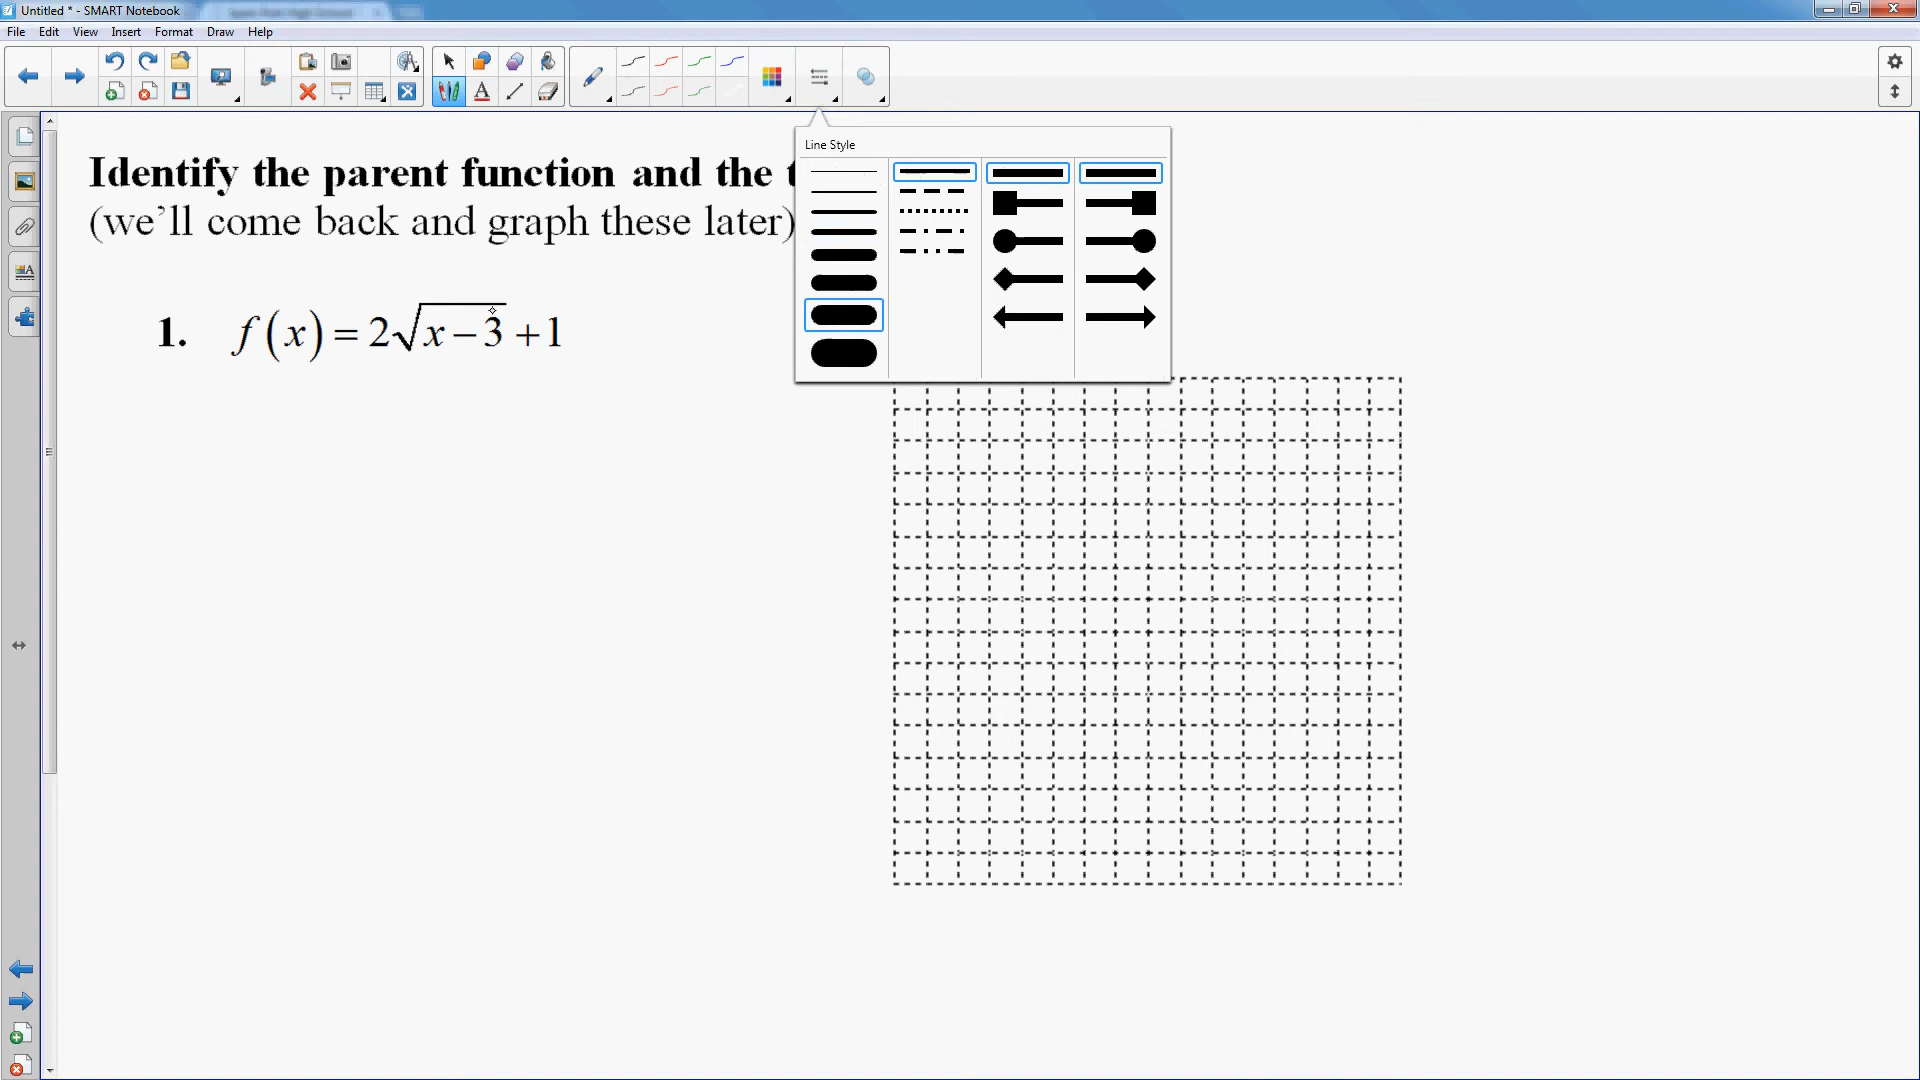 Untitled * - SMART Notebook
File Edit View Insert Format Draw Help
Line Style
Identify the parent function and the
(we’ll come back and graph these later)
1. f(x) = 2√(x − 3) + 1